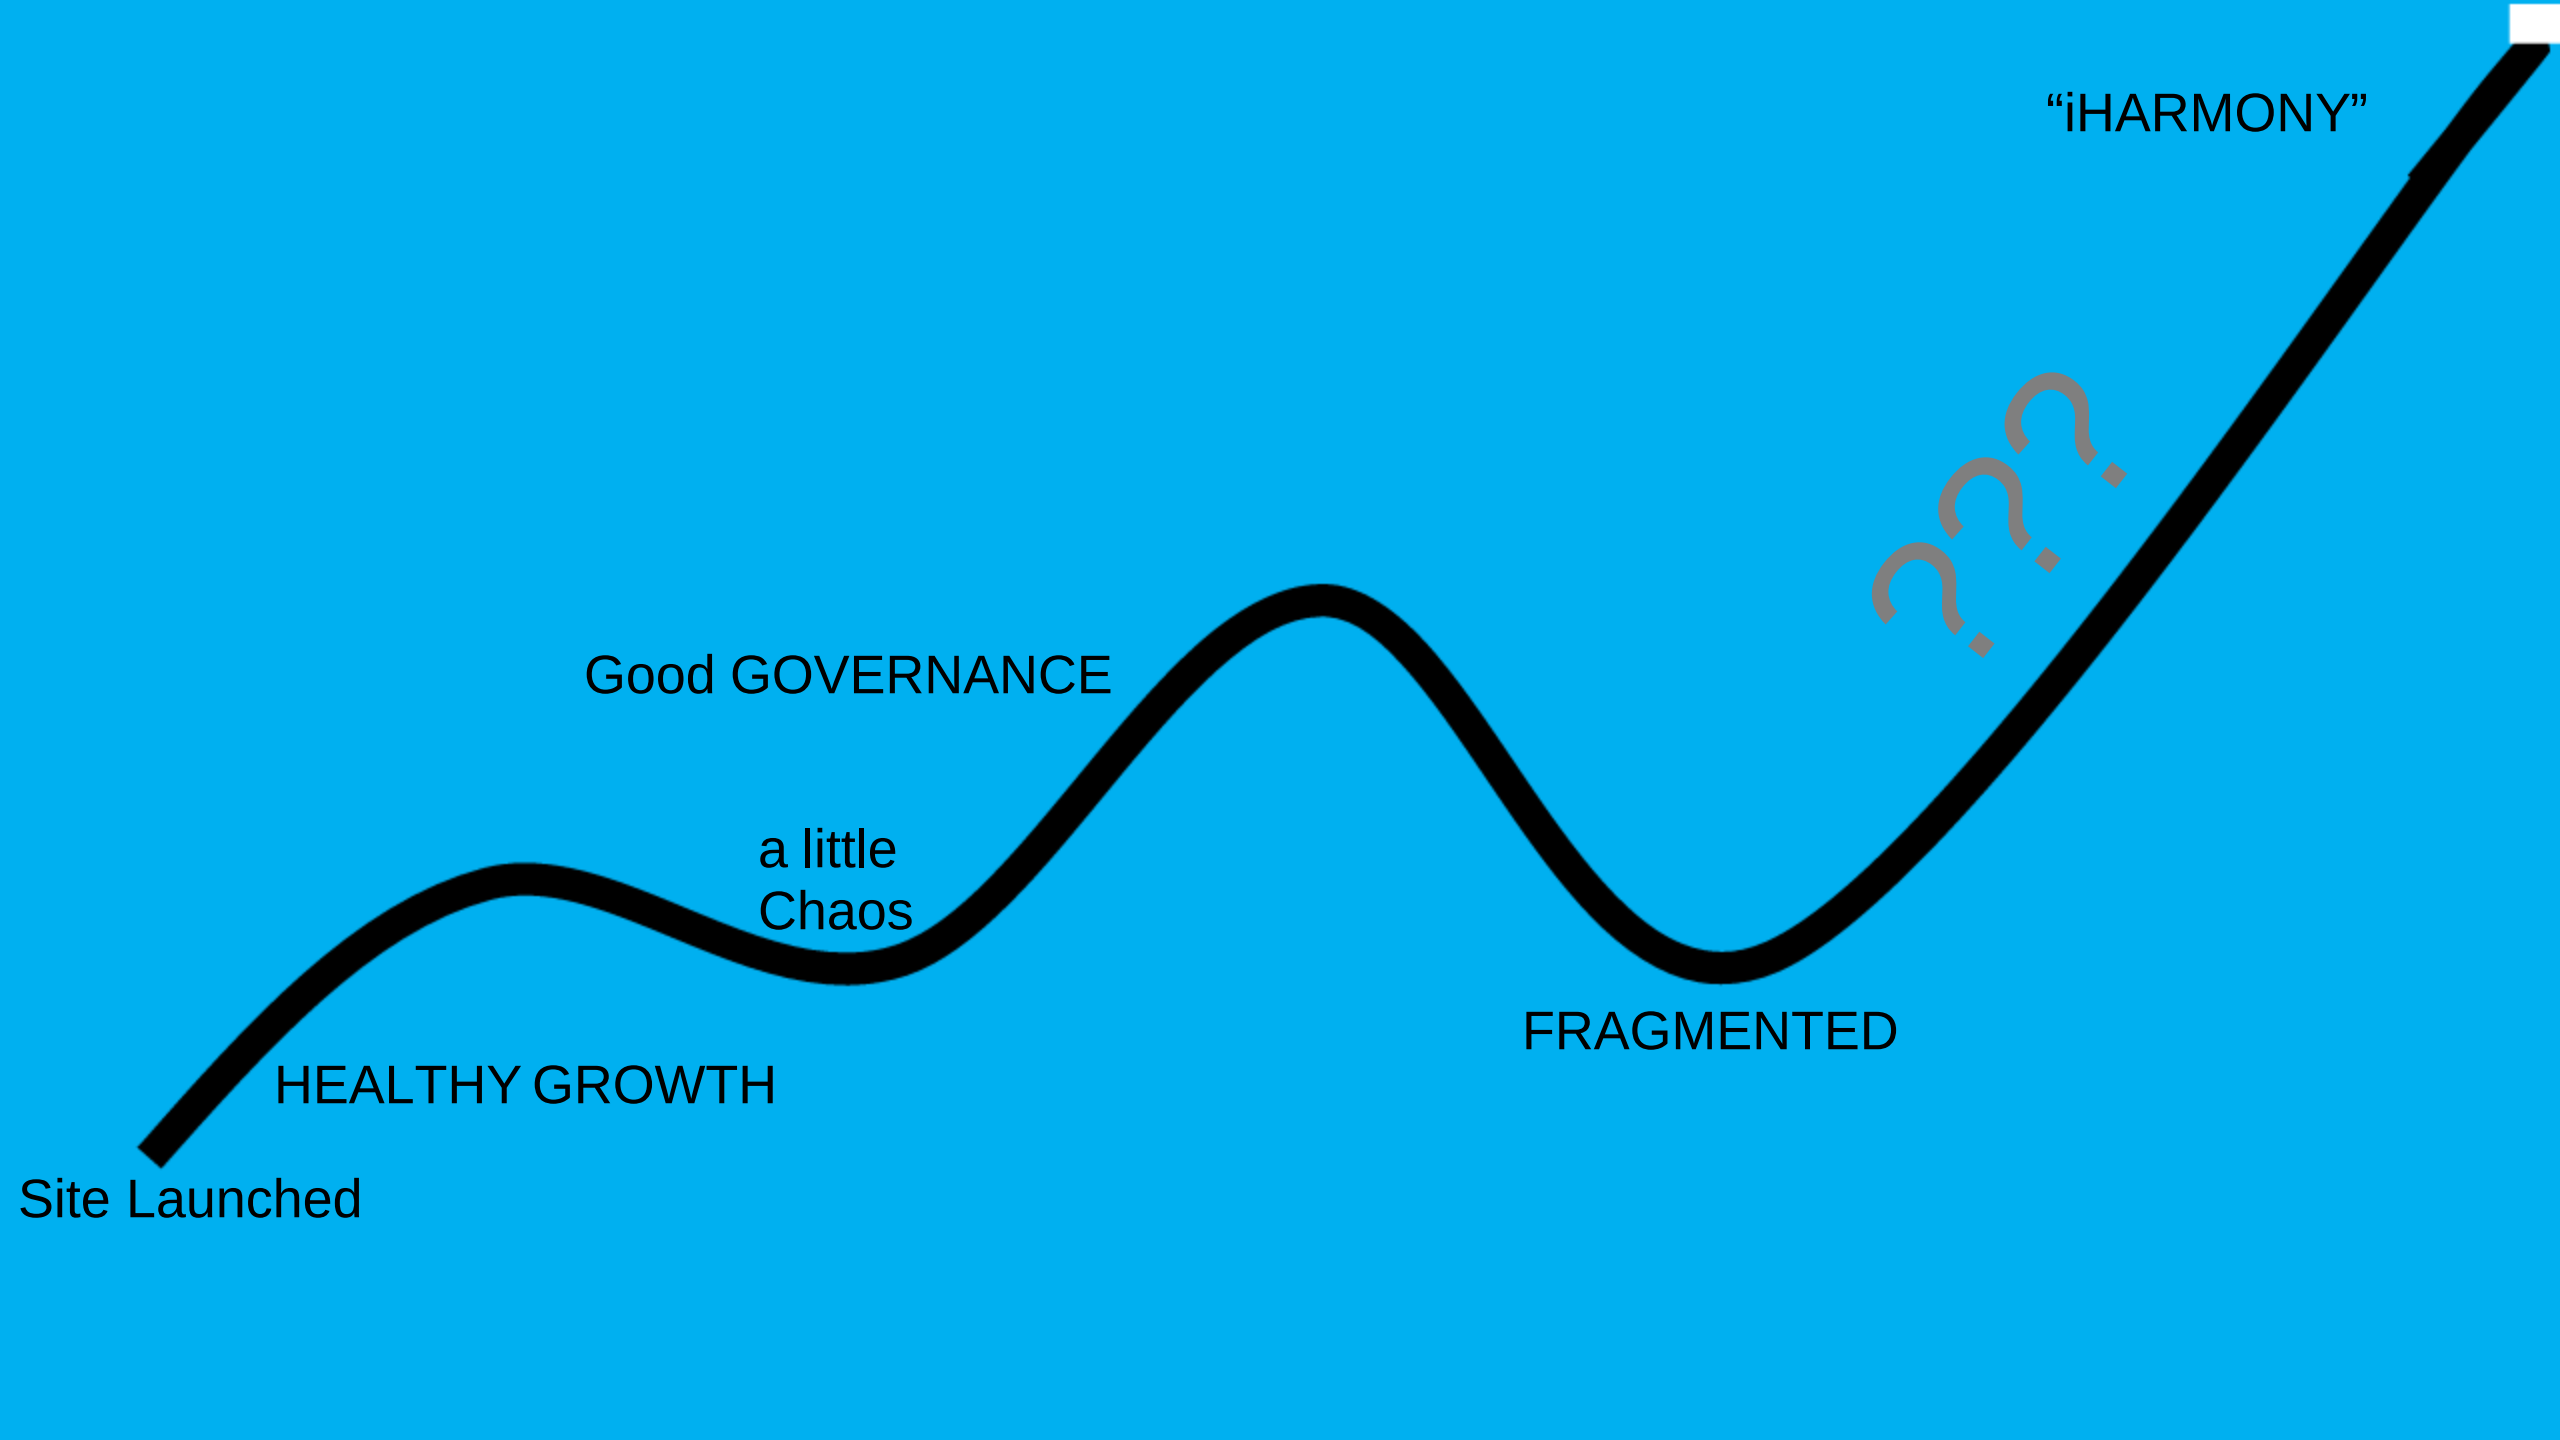 “iHARMONY”
???
Good GOVERNANCE
a little
Chaos
FRAGMENTED
HEALTHY GROWTH
Site Launched